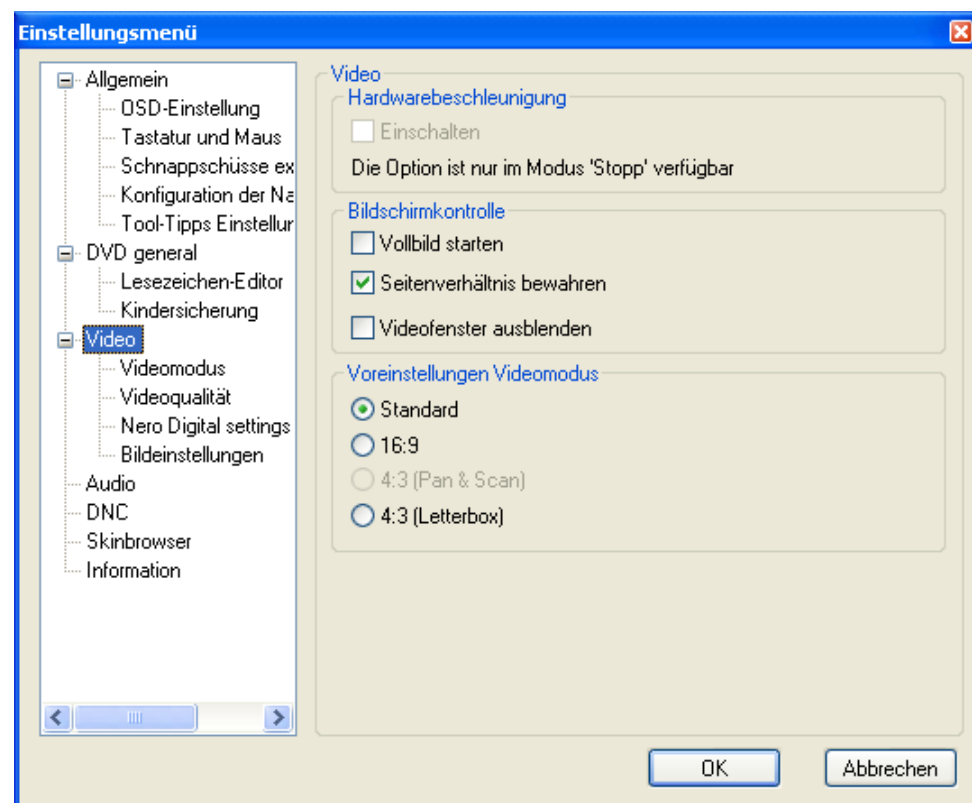 Einstellungsmenü
Allgemein
OSD-Einstellung
Tastatur und Maus
Schnappschüsse ex
Konfiguration der Na
Tool-Tipps Einstellur
DVD general
Lesezeichen-Editor
Kindersicherung
Video
Videomodus
Videoqualität
Nero Digital settings
Bildeinstellungen
Audio
DNC
Skinbrowser
Information
Video
Hardwarebeschleunigung
Einschalten
Die Option ist nur im Modus 'Stopp' verfügbar
Bildschirmkontrolle
Vollbild starten
Seitenverhältnis bewahren
Videofenster ausblenden
Voreinstellungen Videomodus
Standard
16:9
4:3 (Pan & Scan)
4:3 (Letterbox)
OK
Abbrechen